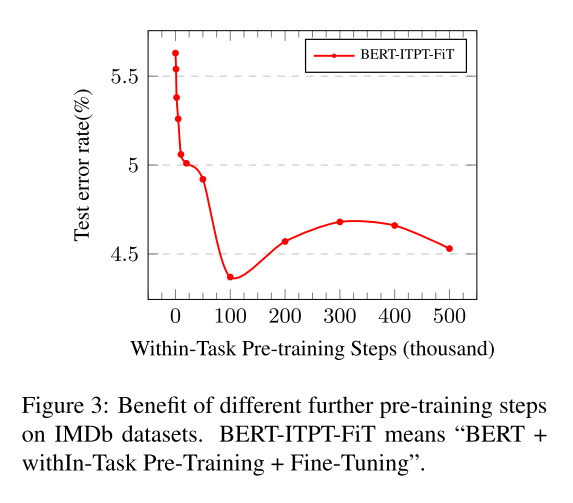 BERT-ITPT-FiT
5.5
5
4.5
Test error rate(%)
0 100 200 300 400 500
Within-Task Pre-training Steps (thousand)
Figure 3: Benefit of different further pre-training steps
on IMDb datasets. BERT-ITPT-FiT means “BERT +
withIn-Task Pre-Training + Fine-Tuning”.